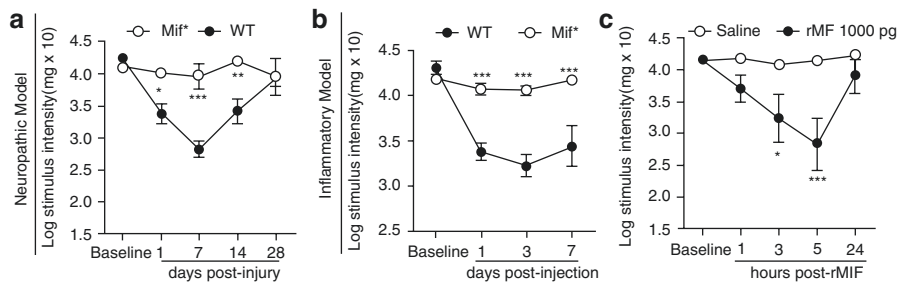 a
Mif* WT
Neuropathic Model
Log stimulus intensity(mg x 10)
4.5
4.0
3.5
3.0
2.5
2.0
1.5
*
***
**
Baseline 1 7 14 28
days post-injury
b
WT Mif*
Inflammatory Model
Log stimulus intensity(mg x 10)
4.5
4.0
3.5
3.0
2.5
***
***
***
Baseline 1 3 7
days post-injection
c
Saline rMF 1000 pg
Log stimulus intensity(mg x 10)
4.5
4.0
3.5
3.0
2.5
2.0
1.5
*
***
Baseline 1 3 5 24
hours post-rMIF